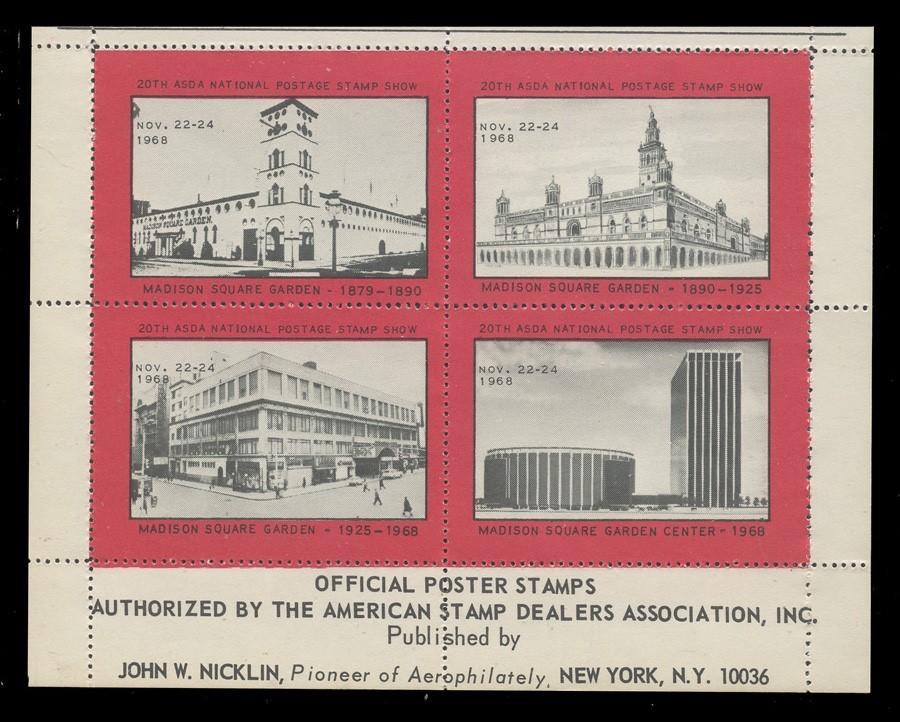 20TH ASDA NATIONAL POSTAGE STAMP SHOW
NOV. 22-24
1968
MADISON SQUARE GARDEN
MADISON SQUARE GARDEN - 1879-1890
20TH ASDA NATIONAL POSTAGE STAMP SHOW
NOV. 22-24
1968
MADISON SQUARE GARDEN - 1890-1925
20TH ASDA NATIONAL POSTAGE STAMP SHOW
NOV. 22-24
1968
MADISON SQUARE GARDEN - 1925-1968
20TH ASDA NATIONAL POSTAGE STAMP SHOW
NOV. 22-24
1968
MADISON SQUARE GARDEN CENTER - 1968
OFFICIAL POSTER STAMPS
AUTHORIZED BY THE AMERICAN STAMP DEALERS ASSOCIATION, INC.
Published by
JOHN W. NICKLIN, Pioneer of Aerophilately, NEW YORK, N.Y. 10036